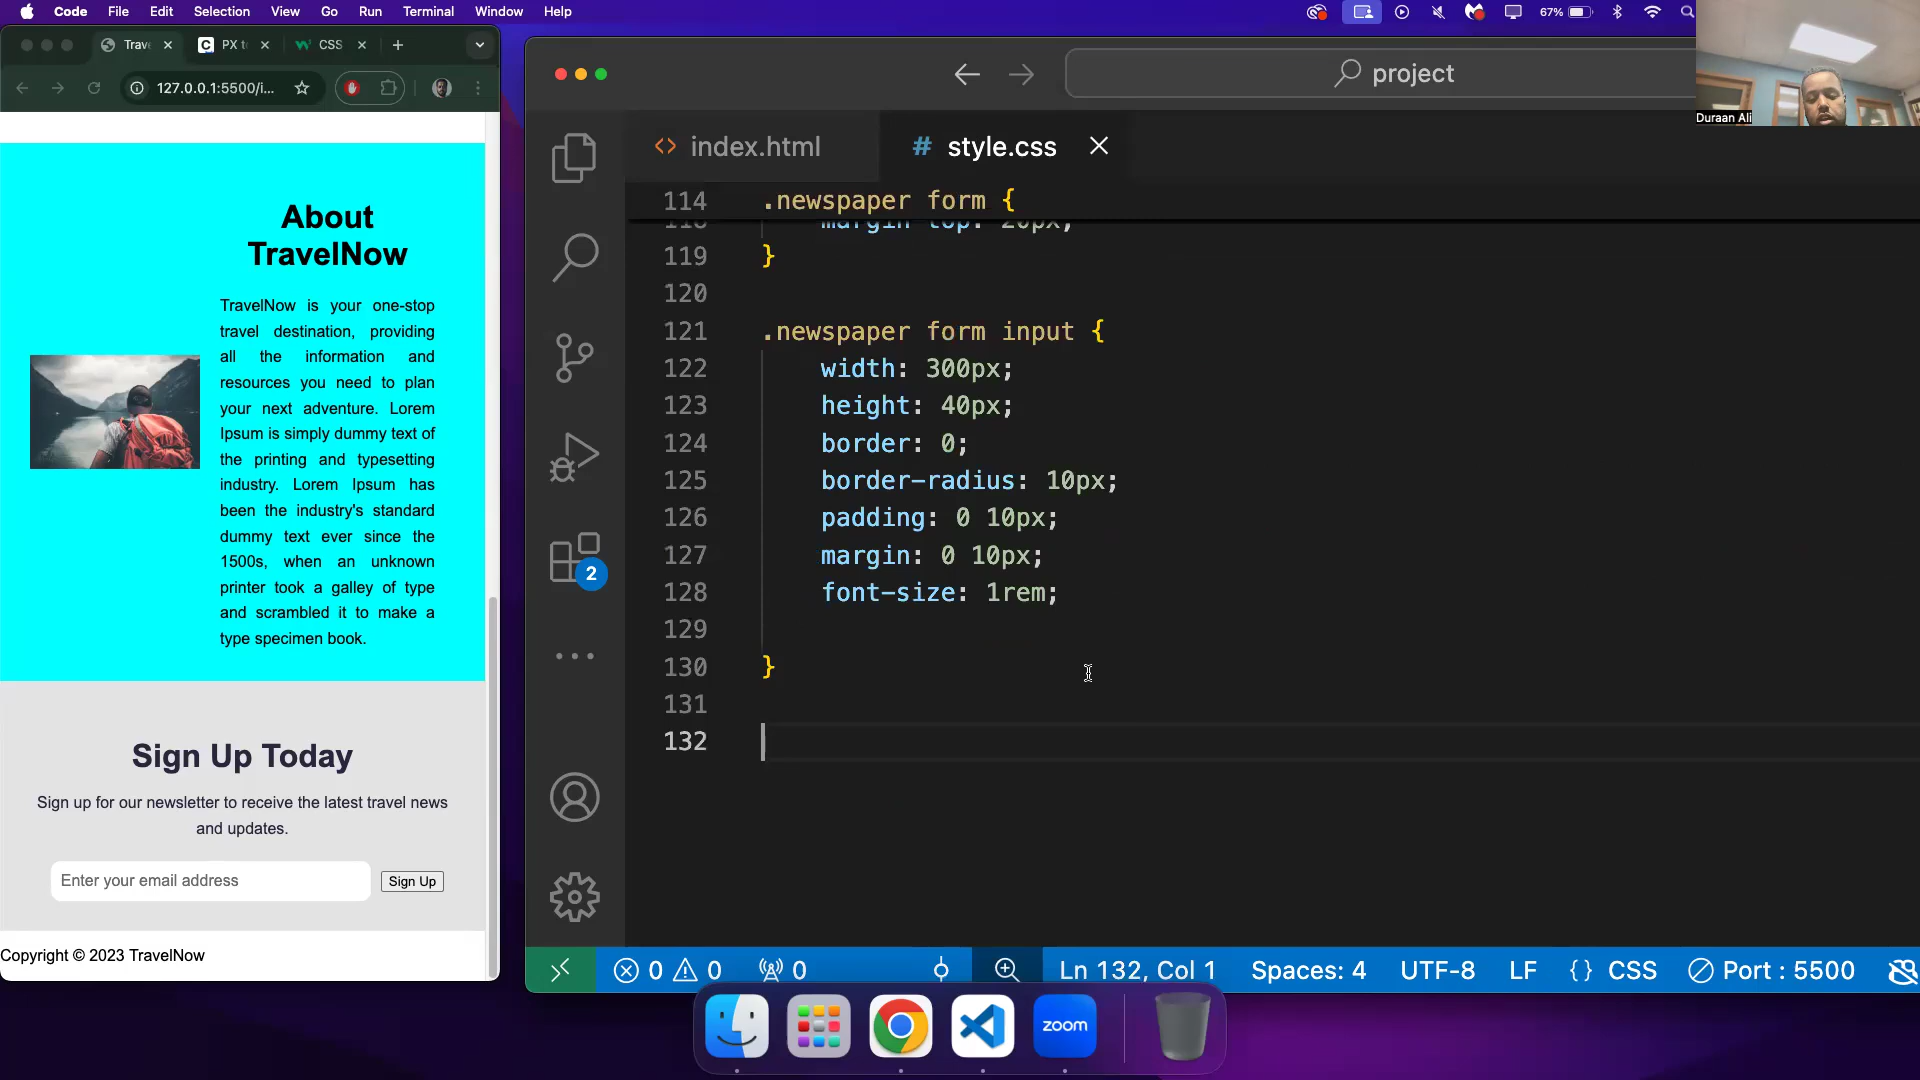 Code File Edit Selection View Go Run Terminal Window Help
67%
Trav
PX t
CSS
127.0.0.1:5500/i...
project
Duraan Ali
index.html
style.css
114 .newspaper form {
118 margin-top: 20px;
119 }
120
121 .newspaper form input {
122 width: 300px;
123 height: 40px;
124 border: 0;
125 border-radius: 10px;
126 padding: 0 10px;
127 margin: 0 10px;
128 font-size: 1rem;
129
130 }
131
132
2
About
TravelNow
TravelNow is your one-stop
travel destination, providing
all the information and
resources you need to plan
your next adventure. Lorem
Ipsum is simply dummy text of
the printing and typesetting
industry. Lorem Ipsum has
been the industry's standard
dummy text ever since the
1500s, when an unknown
printer took a galley of type
and scrambled it to make a
type specimen book.
Sign Up Today
Sign up for our newsletter to receive the latest travel news
and updates.
Enter your email address
Sign Up
Copyright © 2023 TravelNow
0 0 0 Ln 132, Col 1 Spaces: 4 UTF-8 LF {} CSS Port : 5500
zoom